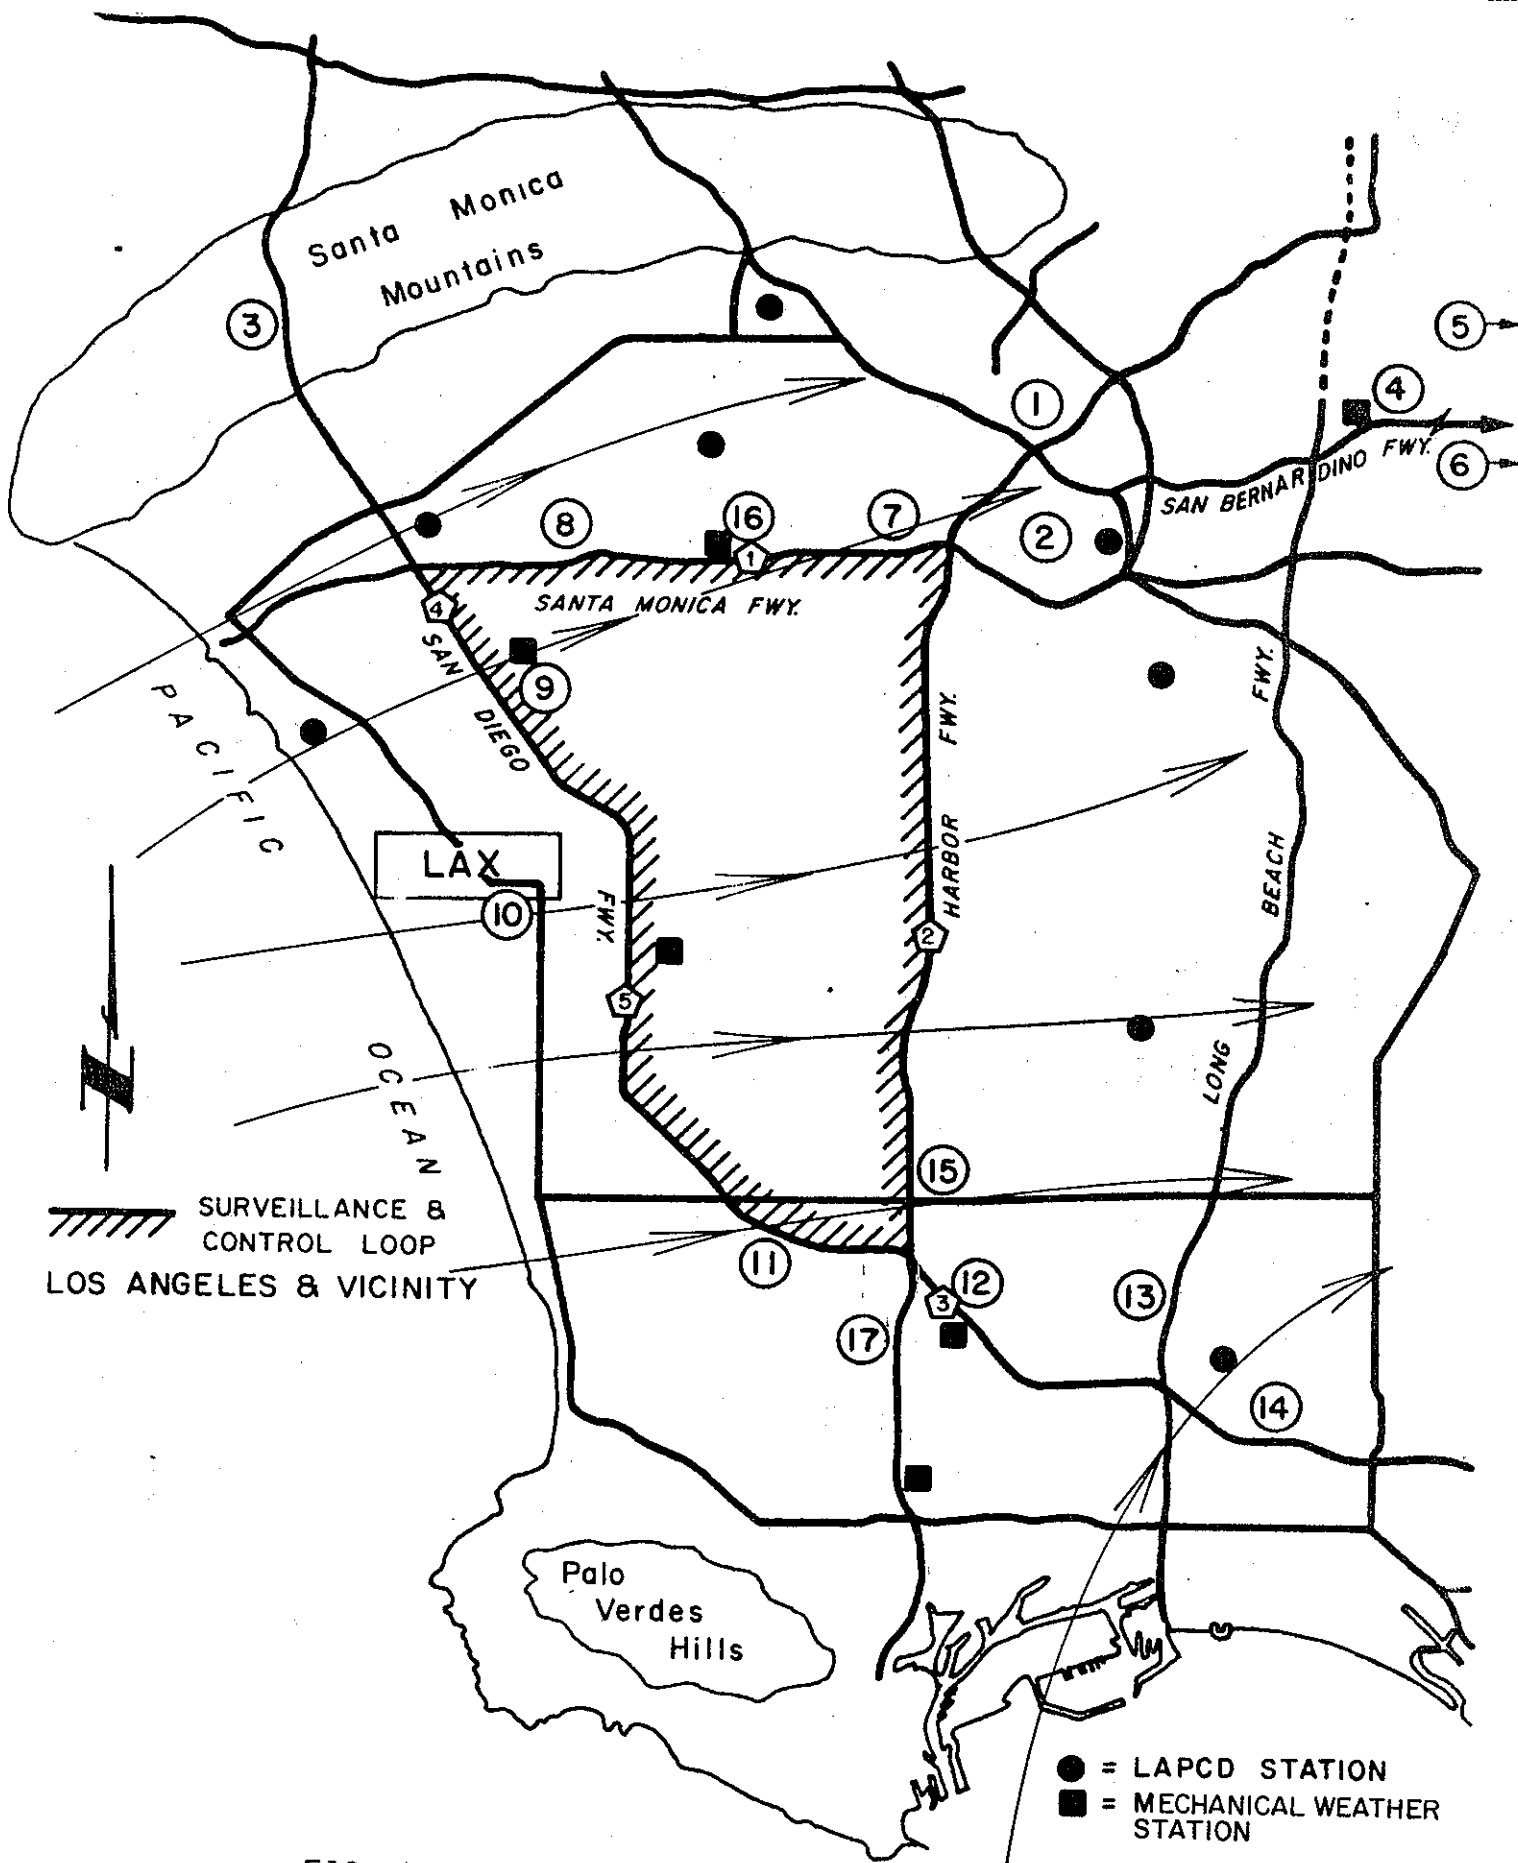 Santa Monica
Mountains
3
5
4
1
6
FWY.
SAN BERNARDINO
8
16
7
2
1
SANTA MONICA FWY.
4
SAN
DIEGO
FWY.
9
PACIFIC
OCEAN
FWY.
HARBOR
FWY.
BEACH
LONG
LAX
10
2
5
N
15
SURVEILLANCE &
CONTROL LOOP
LOS ANGELES & VICINITY
11
3
12
13
17
14
Palo
Verdes
Hills
= LAPCD STATION
= MECHANICAL WEATHER
STATION